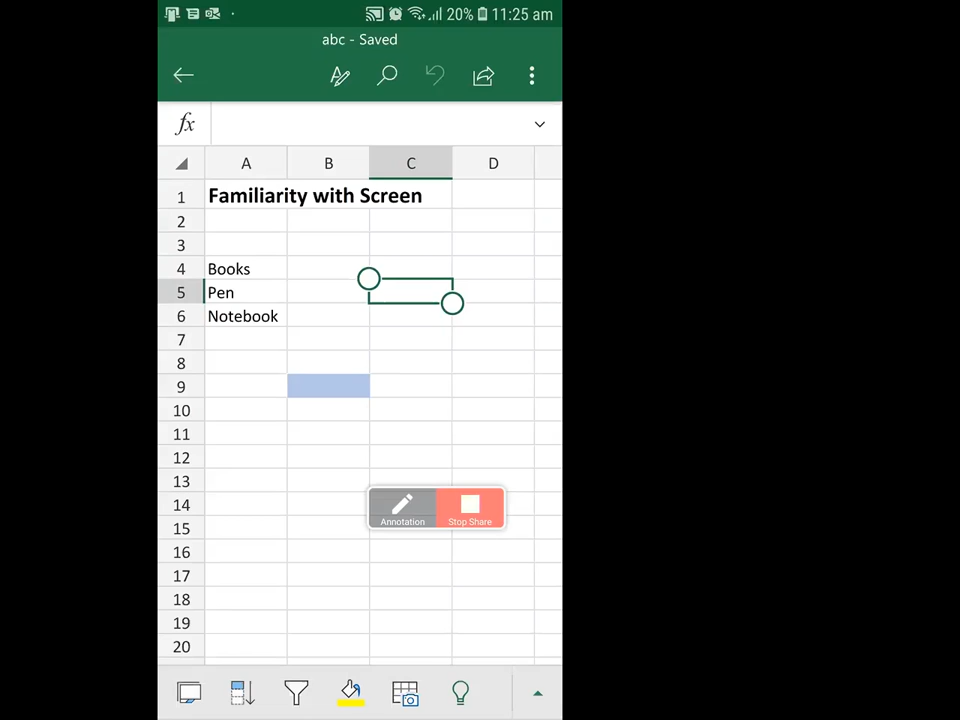 20% 11:25 am
abc - Saved
fx
A B C D
1 Familiarity with Screen
2
3
4 Books
5 Pen
6 Notebook
7
8
9
10
11
12
13
14
Annotation Stop Share
15
16
17
18
19
20